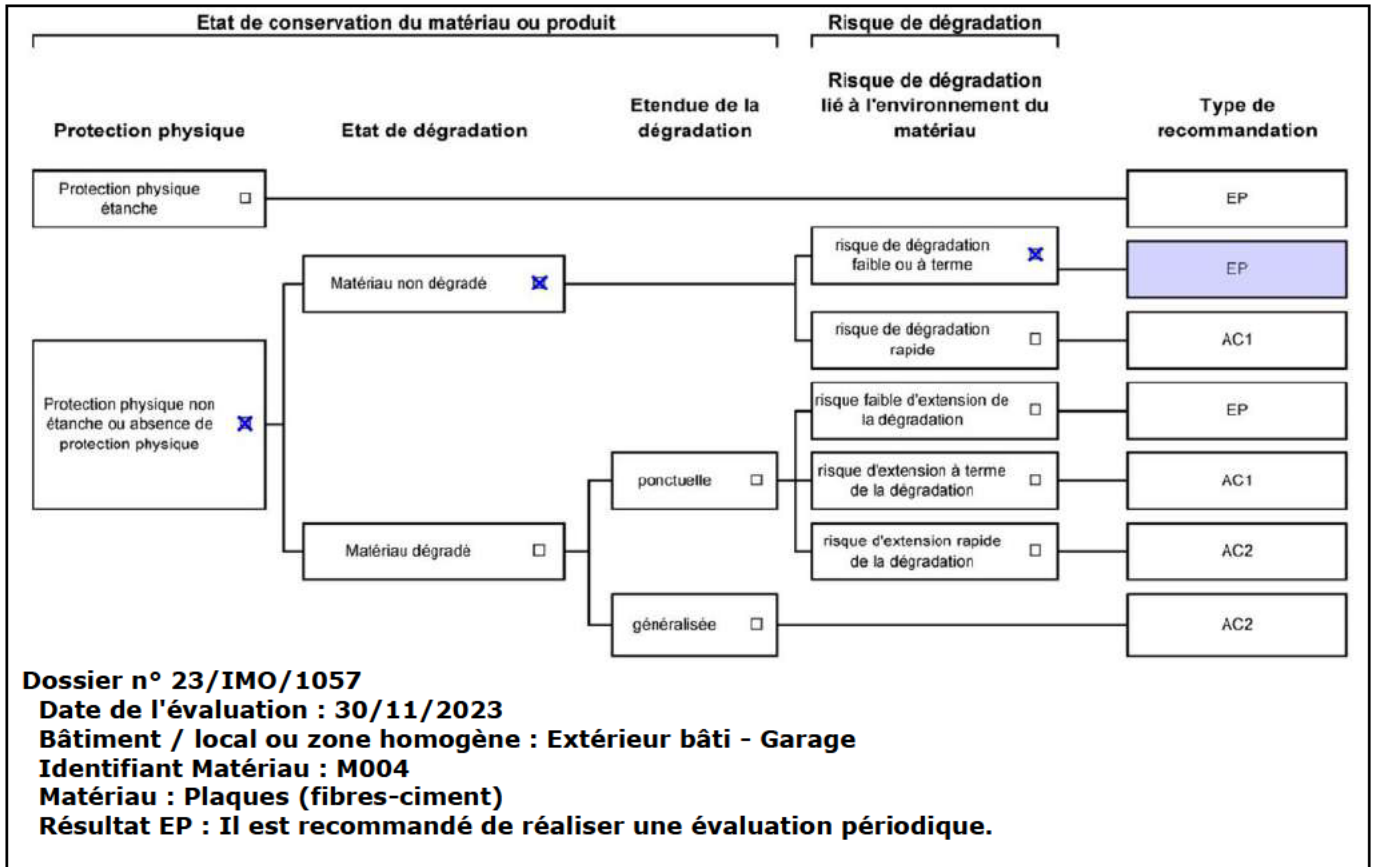 Etat de conservation du matériau ou produit
Risque de dégradation
Protection physique
Etat de dégradation
Etendue de la
dégradation
Risque de dégradation
lié à l'environnement du
matériau
Type de
recommandation
Protection physique
étanche
EP
risque de dégradation
faible ou à terme
EP
Matériau non dégradé
risque de dégradation
rapide
AC1
Protection physique non
étanche ou absence de
protection physique
risque faible d'extension de
la dégradation
EP
ponctuelle
risque d'extension à terme
de la dégradation
AC1
Matériau dégradé
risque d'extension rapide
de la dégradation
AC2
généralisée
AC2
Dossier n° 23/IMO/1057
Date de l'évaluation : 30/11/2023
Bâtiment / local ou zone homogène : Extérieur bâti - Garage
Identifiant Matériau : M004
Matériau : Plaques (fibres-ciment)
Résultat EP : Il est recommandé de réaliser une évaluation périodique.